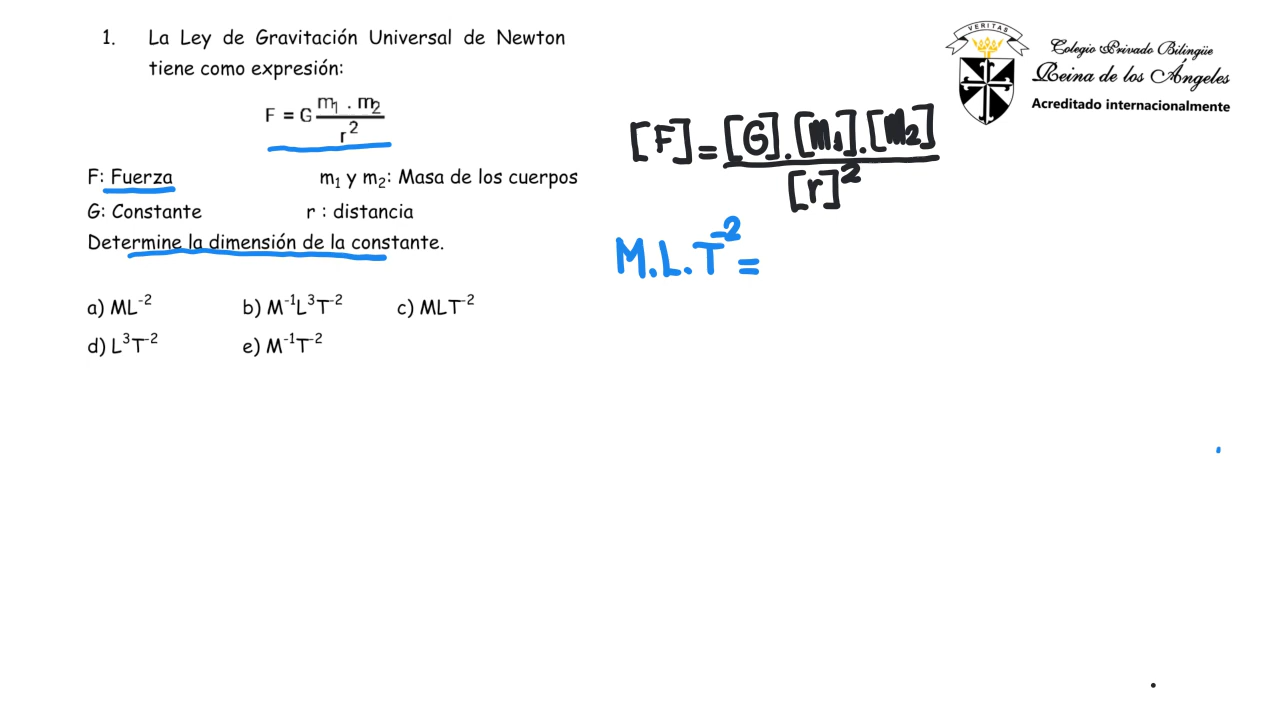 1. La Ley de Gravitación Universal de Newton
tiene como expresión:
F = G m₁ . m₂ / r²
F: Fuerza m₁ y m₂: Masa de los cuerpos
G: Constante r : distancia
Determine la dimensión de la constante.
a) ML⁻² b) M⁻¹L³T⁻² c) MLT⁻²
d) L³T⁻² e) M⁻¹T⁻²
[F] = [G] . [m₁] . [m₂] / [r]²
M.L.T⁻² =
VERITAS
Colegio Privado Bilingüe
Reina de los Ángeles
Acreditado internacionalmente